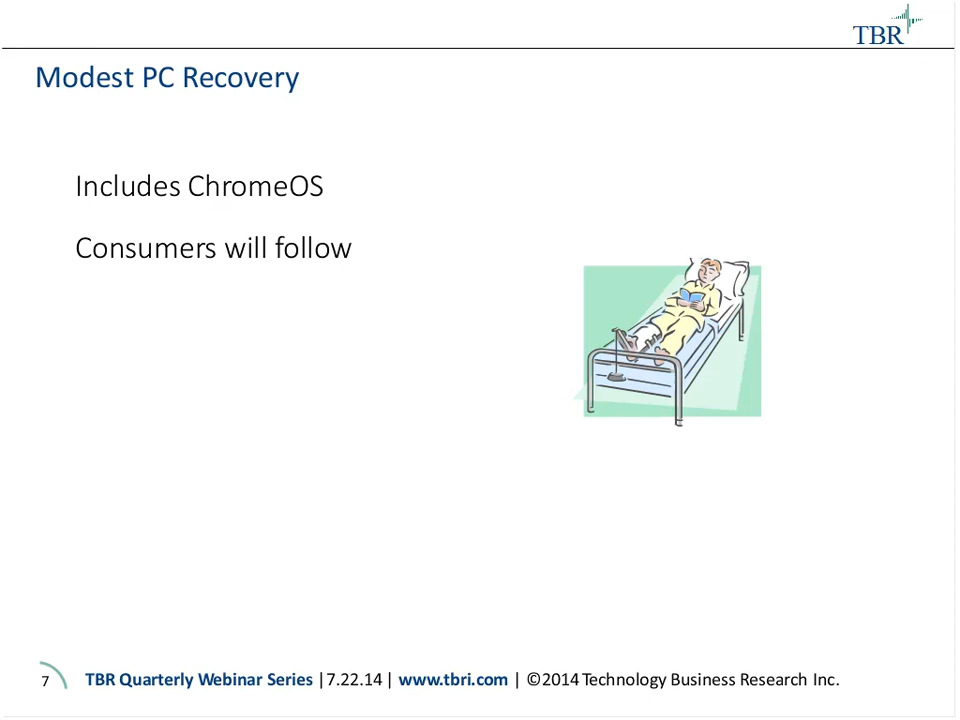 TBR
Modest PC Recovery
Includes ChromeOS
Consumers will follow
7 TBR Quarterly Webinar Series | 7.22.14 | www.tbri.com | ©2014 Technology Business Research Inc.